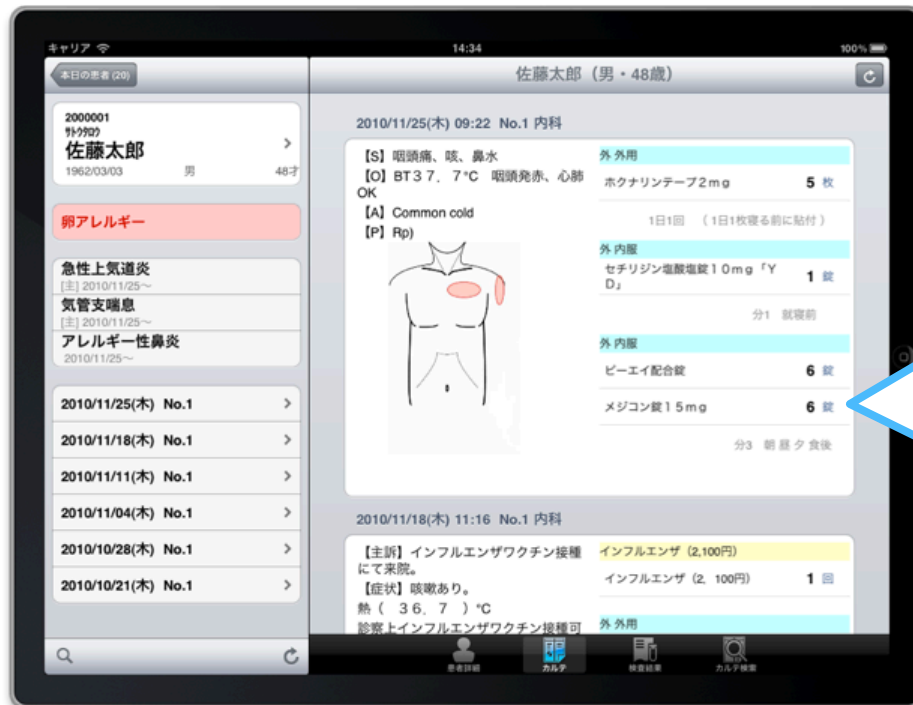 キャリア 14:34 100%
本日の患者(20)
佐藤太郎 (男・48歳)
2000001
ｻﾄｳﾀﾛｳ
佐藤太郎
1962/03/03 男 48才
卵アレルギー
急性上気道炎
[主] 2010/11/25〜
気管支喘息
[主] 2010/11/25〜
アレルギー性鼻炎
2010/11/25〜
2010/11/25(木) No.1
2010/11/18(木) No.1
2010/11/11(木) No.1
2010/11/04(木) No.1
2010/10/28(木) No.1
2010/10/21(木) No.1
2010/11/25(木) 09:22 No.1 内科
【S】咽頭痛、咳、鼻水
【O】BT３７．７℃ 咽頭発赤、心肺
OK
【A】Common cold
【P】Rp)
外 外用
ホクナリンテープ２ｍｇ 5 枚
1日1回 （1日1枚寝る前に貼付）
外 内服
セチリジン塩酸塩錠１０ｍｇ「Ｙ
Ｄ」 1 錠
分1 就寝前
外 内服
ピーエイ配合錠 6 錠
メジコン錠１５ｍｇ 6 錠
分3 朝 昼 夕 食後
2010/11/18(木) 11:16 No.1 内科
【主訴】インフルエンザワクチン接種
にて来院。
【症状】咳嗽あり。
熱（ ３６．７ ）℃
診察上インフルエンザワクチン接種可
インフルエンザ（2,100円）
インフルエンザ（２，１００円） 1 回
外 外用
患者詳細 カルテ 検査結果 カルテ検索